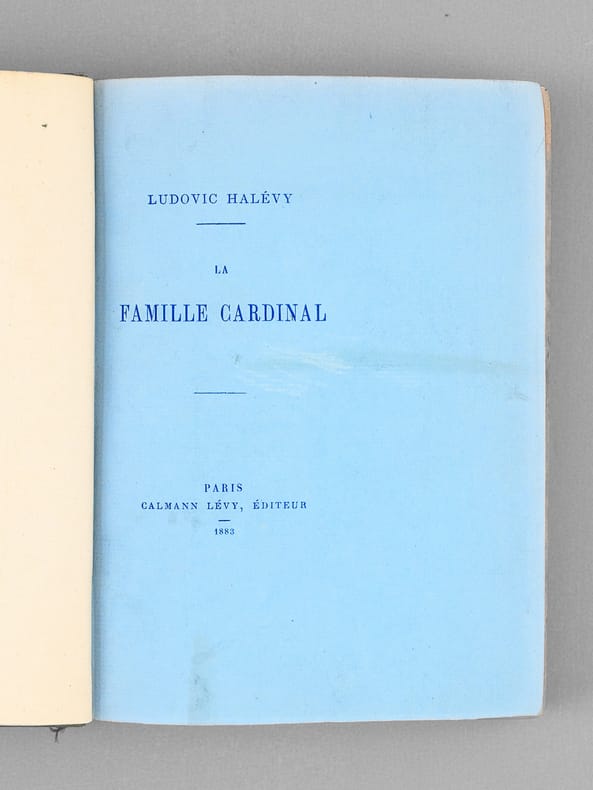 LUDOVIC HALÉVY
LA
FAMILLE CARDINAL
PARIS
CALMANN LÉVY, ÉDITEUR
1883